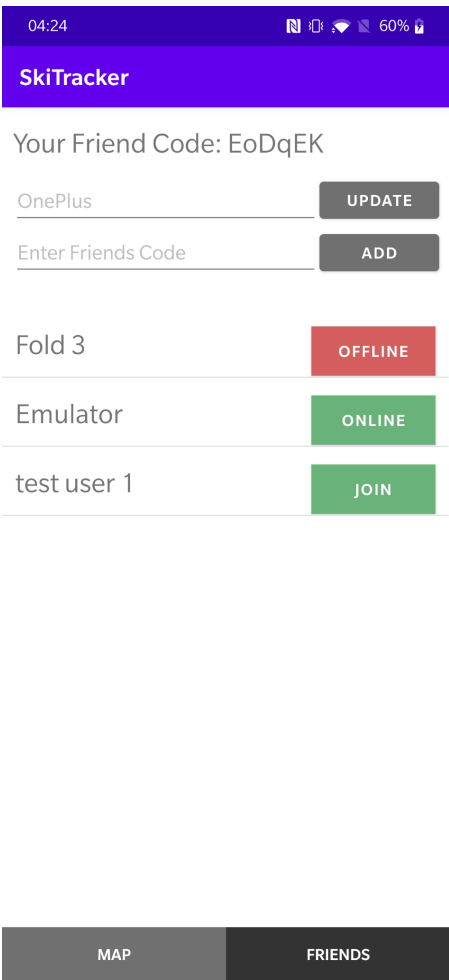 04:24 60%
SkiTracker
Your Friend Code: EoDqEK
OnePlus UPDATE
Enter Friends Code ADD
Fold 3 OFFLINE
Emulator ONLINE
test user 1 JOIN
MAP FRIENDS